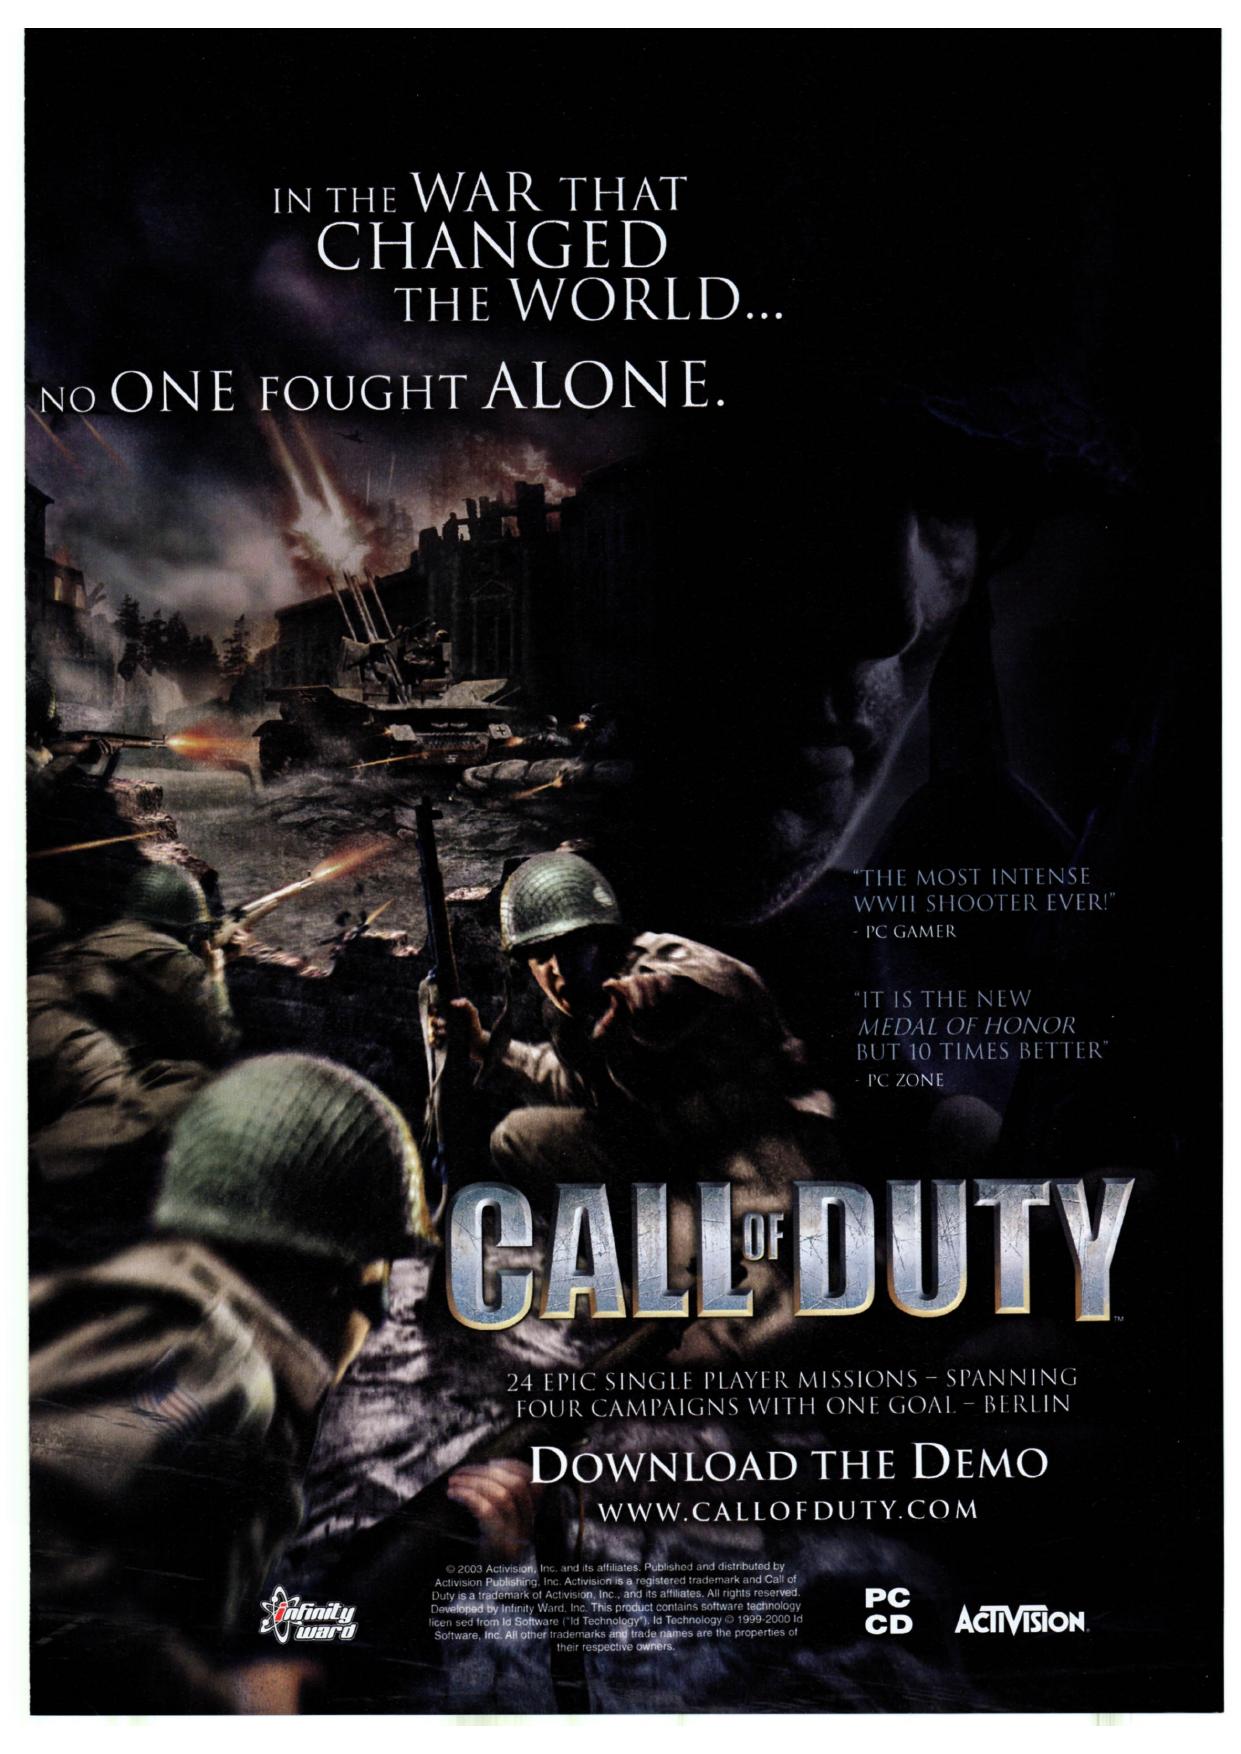 IN THE WAR THAT
CHANGED
THE WORLD...
NO ONE FOUGHT ALONE.
"THE MOST INTENSE
WWII SHOOTER EVER!"
- PC GAMER
"IT IS THE NEW
MEDAL OF HONOR
BUT 10 TIMES BETTER"
- PC ZONE
CALL OF DUTY™
24 EPIC SINGLE PLAYER MISSIONS – SPANNING
FOUR CAMPAIGNS WITH ONE GOAL – BERLIN
DOWNLOAD THE DEMO
WWW.CALLOFDUTY.COM
© 2003 Activision, Inc. and its affiliates. Published and distributed by
Activision Publishing, Inc. Activision is a registered trademark and Call of
Duty is a trademark of Activision, Inc., and its affiliates. All rights reserved.
Developed by Infinity Ward, Inc. This product contains software technology
licen sed from Id Software ("Id Technology"). Id Technology © 1999-2000 Id
Software, Inc. All other trademarks and trade names are the properties of
their respective owners.
infinity
ward
PC
CD
ACTIVISION.